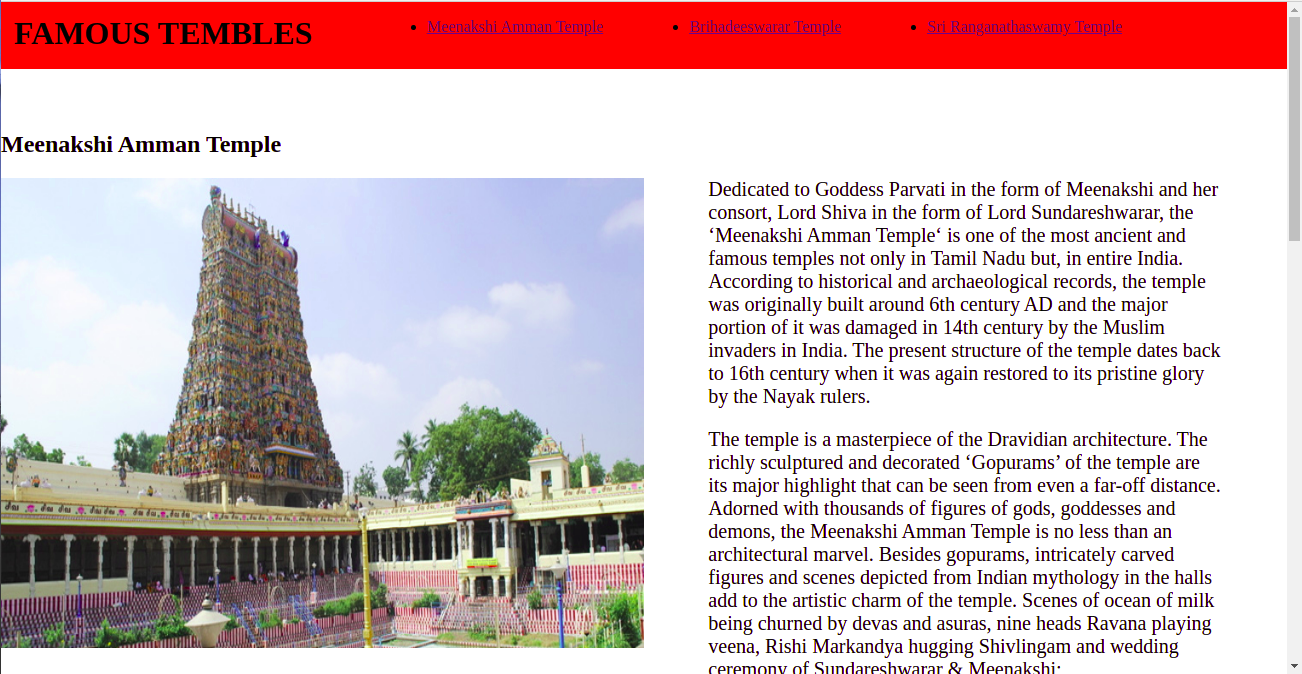 FAMOUS TEMBLES
Meenakshi Amman Temple
Brihadeeswarar Temple
Sri Ranganathaswamy Temple
Meenakshi Amman Temple
Dedicated to Goddess Parvati in the form of Meenakshi and her
consort, Lord Shiva in the form of Lord Sundareshwarar, the
‘Meenakshi Amman Temple‘ is one of the most ancient and
famous temples not only in Tamil Nadu but, in entire India.
According to historical and archaeological records, the temple
was originally built around 6th century AD and the major
portion of it was damaged in 14th century by the Muslim
invaders in India. The present structure of the temple dates back
to 16th century when it was again restored to its pristine glory
by the Nayak rulers.
The temple is a masterpiece of the Dravidian architecture. The
richly sculptured and decorated ‘Gopurams’ of the temple are
its major highlight that can be seen from even a far-off distance.
Adorned with thousands of figures of gods, goddesses and
demons, the Meenakshi Amman Temple is no less than an
architectural marvel. Besides gopurams, intricately carved
figures and scenes depicted from Indian mythology in the halls
add to the artistic charm of the temple. Scenes of ocean of milk
being churned by devas and asuras, nine heads Ravana playing
veena, Rishi Markandya hugging Shivlingam and wedding
ceremony of Sundareshwarar & Meenakshi;